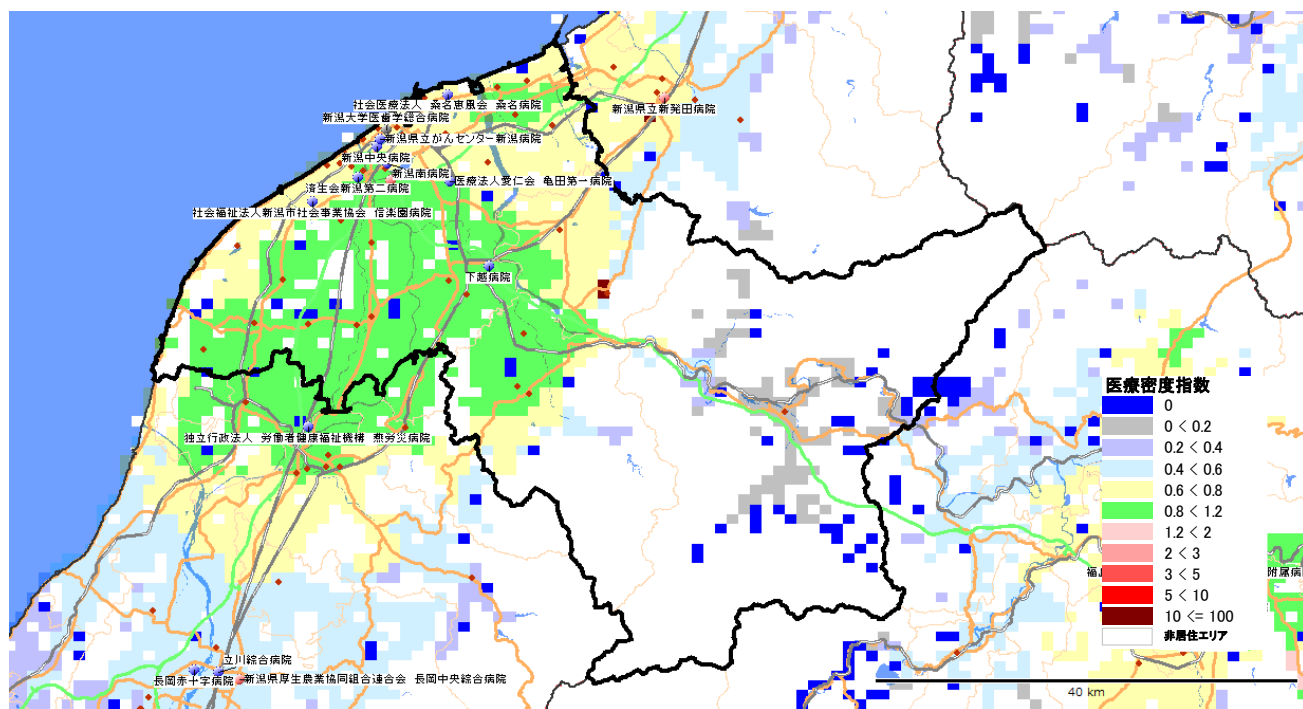 社会医療法人 桑名恵風会 桑名病院
新潟県立新発田病院
新潟大学医歯学総合病院
新潟県立がんセンター新潟病院
新潟中央病院
新潟南病院
医療法人愛仁会 亀田第一病院
済生会新潟第二病院
社会福祉法人新潟市社会事業協会 信楽園病院
下越病院
独立行政法人 労働者健康福祉機構 燕労災病院
医療密度指数
0
0 < 0.2
0.2 < 0.4
0.4 < 0.6
0.6 < 0.8
0.8 < 1.2
1.2 < 2
2 < 3
3 < 5
5 < 10
10 <= 100
非居住エリア
附属病
立川綜合病院
長岡赤十字病院
新潟県厚生農業協同組合連合会 長岡中央綜合病院
40 km